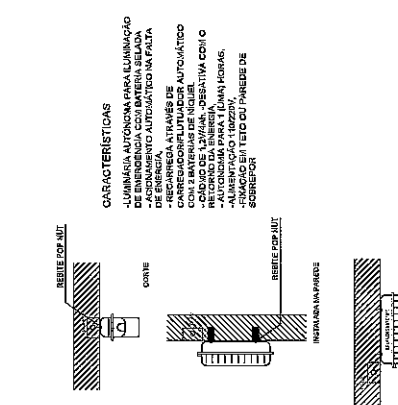 CARACTERÍSTICAS
-LUMINÁRIA AUTÔNOMA PARA ILUMINAÇÃO
DE EMERGÊNCIA COM BATERIA SELADA
- ACIONAMENTO AUTOMÁTICO NA FALTA
DE ENERGIA,
- RECARREGA ATRAVÉS DE
CARREGADOR/FLUTUADOR AUTOMÁTICO
COM 2 BATERIAS DE NÍQUEL
- CÁDMIO DE 1,2V/4Ah. -DESATIVA COM O
RETORNO DA ENERGIA,
- AUTONOMIA PARA 1 (UMA) HORAS,
-ALIMENTAÇÃO 110/220V,
-FIXAÇÃO EM TETO OU PAREDE DE
SOBREPOR
REBITE POP NUT
CORTE
REBITE POP NUT
INSTALADA NA PAREDE